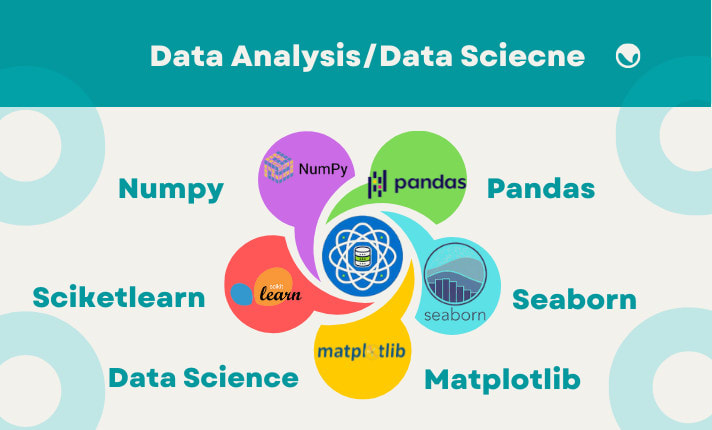 Data Analysis/Data Sciecne
NumPy
pandas
Numpy
Pandas
scikit
learn
seaborn
Sciketlearn
Seaborn
matplotlib
Data Science
Matplotlib